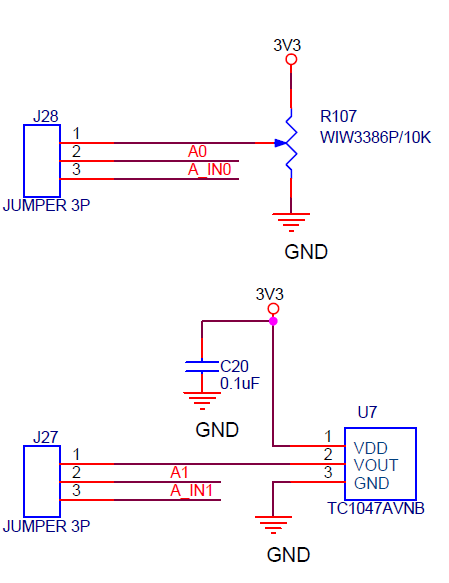 3V3
J28
R107
WIW3386P/10K
1
2
A0
3
A_IN0
JUMPER 3P
GND
3V3
C20
0.1uF
GND
U7
J27
1
2
A1
3
A_IN1
JUMPER 3P
1
VDD
2
VOUT
3
GND
TC1047AVNB
GND